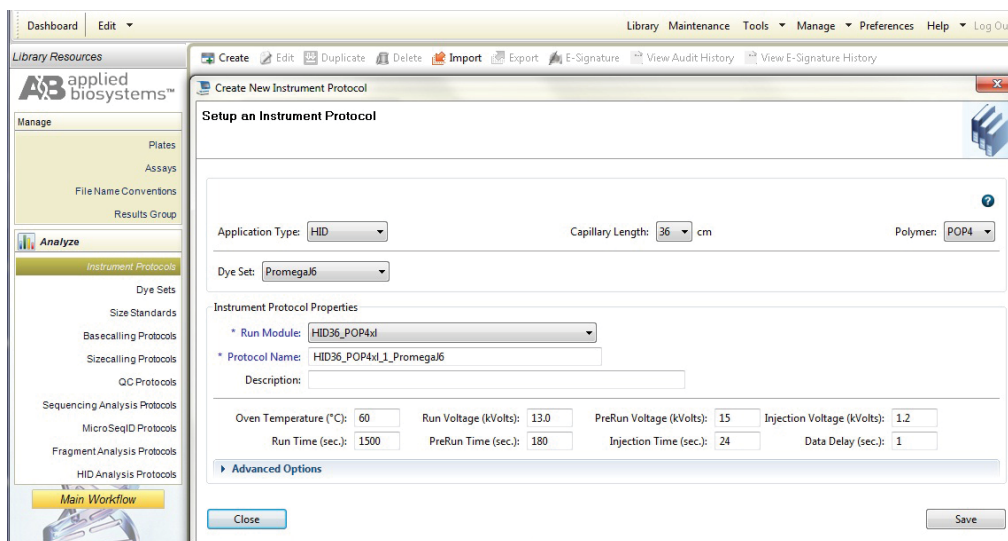 Dashboard Edit Library Maintenance Tools Manage Preferences Help Log Ou
Library Resources
Create Edit Duplicate Delete Import Export E-Signature View Audit History View E-Signature History
AB applied biosystems™
Manage
Plates
Assays
File Name Conventions
Results Group
Analyze
Instrument Protocols
Dye Sets
Size Standards
Basecalling Protocols
Sizecalling Protocols
QC Protocols
Sequencing Analysis Protocols
MicroSeqID Protocols
Fragment Analysis Protocols
HID Analysis Protocols
Main Workflow
Create New Instrument Protocol
Setup an Instrument Protocol
Application Type: HID Capillary Length: 36 cm Polymer: POP4
Dye Set: PromegaJ6
Instrument Protocol Properties
* Run Module: HID36_POP4xl
* Protocol Name: HID36_POP4xl_1_PromegaJ6
Description:
Oven Temperature (°C): 60 Run Voltage (kVolts): 13.0 PreRun Voltage (kVolts): 15 Injection Voltage (kVolts): 1.2
Run Time (sec.): 1500 PreRun Time (sec.): 180 Injection Time (sec.): 24 Data Delay (sec.): 1
Advanced Options
Close Save